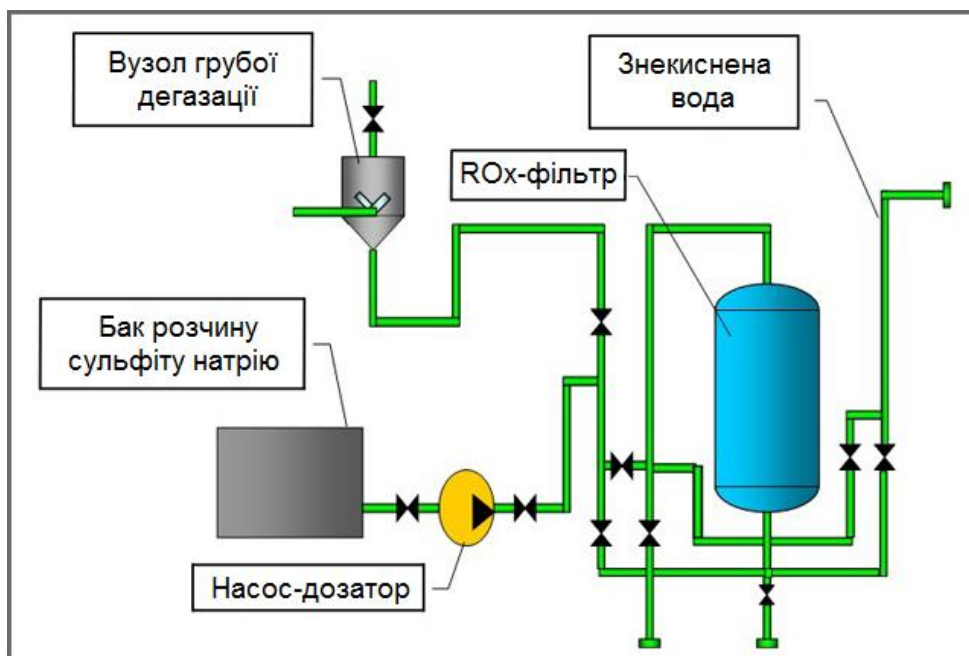 Вузол грубої
дегазації
Знекиснена
вода
ROx-фільтр
Бак розчину
сульфіту натрію
Насос-дозатор